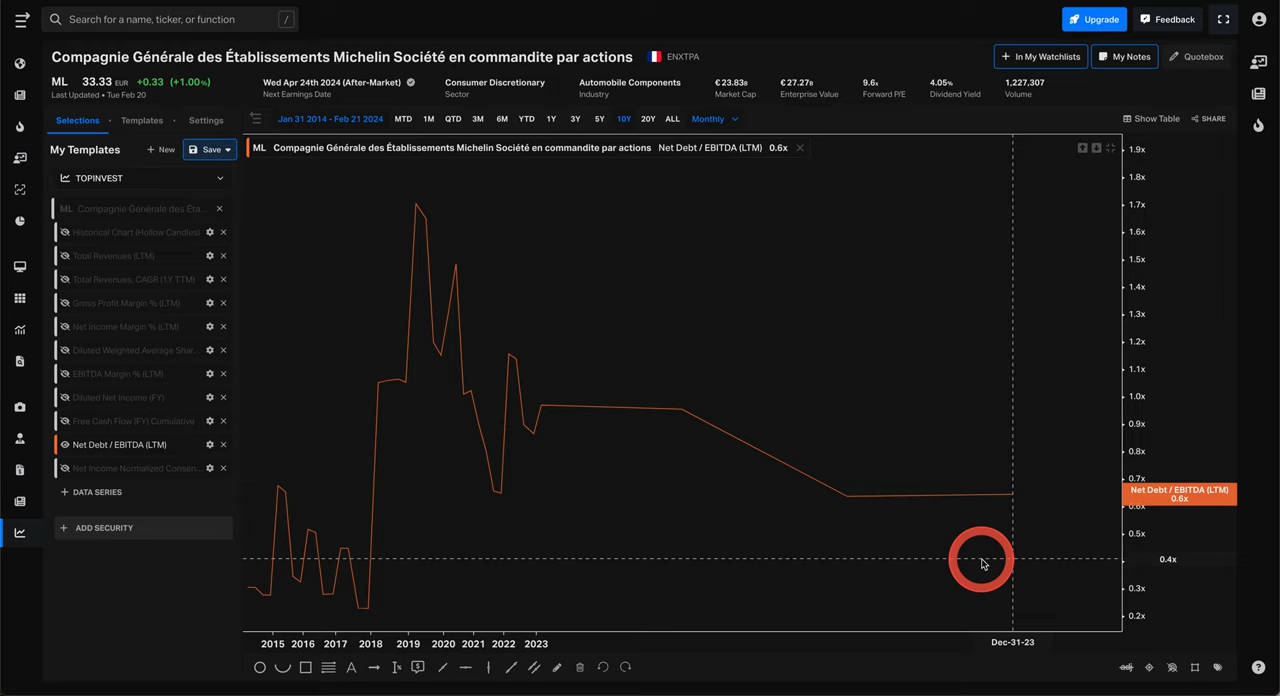 Search for a name, ticker, or function /
Upgrade
Feedback
Compagnie Générale des Établissements Michelin Société en commandite par actions ENXTPA
In My Watchlists
My Notes
Quotebox
ML 33.33 EUR +0.33 (+1.00%)
Last Updated • Tue Feb 20
Wed Apr 24th 2024 (After-Market)
Next Earnings Date
Consumer Discretionary
Sector
Automobile Components
Industry
€23.83B
Market Cap
€27.27B
Enterprise Value
9.6x
Forward P/E
4.05%
Dividend Yield
1,227,307
Volume
Selections • Templates • Settings
Jan 31 2014 - Feb 21 2024 MTD 1M QTD 3M 6M YTD 1Y 3Y 5Y 10Y 20Y ALL Monthly
Show Table SHARE
My Templates + New Save
TOPINVEST
ML Compagnie Générale des Éta...
Historical Chart (Hollow Candles)
Total Revenues (LTM)
Total Revenues, CAGR (1Y TTM)
Gross Profit Margin % (LTM)
Net Income Margin % (LTM)
Diluted Weighted Average Shar...
EBITDA Margin % (LTM)
Diluted Net Income (FY)
Free Cash Flow (FY) Cumulative
Net Debt / EBITDA (LTM)
Net Income Normalized Consen...
+ DATA SERIES
+ ADD SECURITY
ML Compagnie Générale des Établissements Michelin Société en commandite par actions Net Debt / EBITDA (LTM) 0.6x
1.9x
1.8x
1.7x
1.6x
1.5x
1.4x
1.3x
1.2x
1.1x
1.0x
0.9x
0.8x
0.7x
Net Debt / EBITDA (LTM)
0.6x
0.6x
0.5x
0.4x
0.3x
0.2x
2015 2016 2017 2018 2019 2020 2021 2022 2023 Dec-31-23